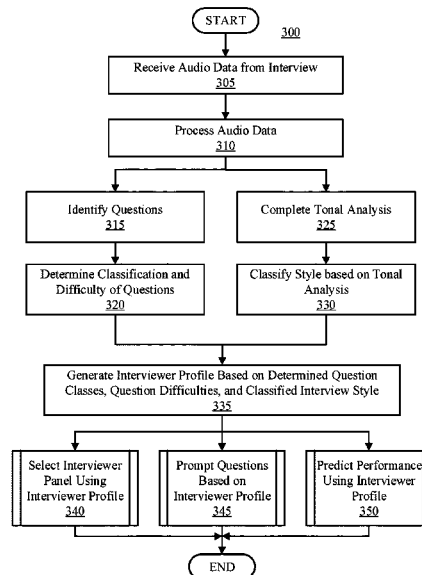 START
300
Receive Audio Data from Interview
305
Process Audio Data
310
Identify Questions
315
Complete Tonal Analysis
325
Determine Classification and
Difficulty of Questions
320
Classify Style based on Tonal
Analysis
330
Generate Interviewer Profile Based on Determined Question
Classes, Question Difficulties, and Classified Interview Style
335
Select Interviewer
Panel Using
Interviewer Profile
340
Prompt Questions
Based on
Interviewer Profile
345
Predict Performance
Using Interviewer
Profile
350
END